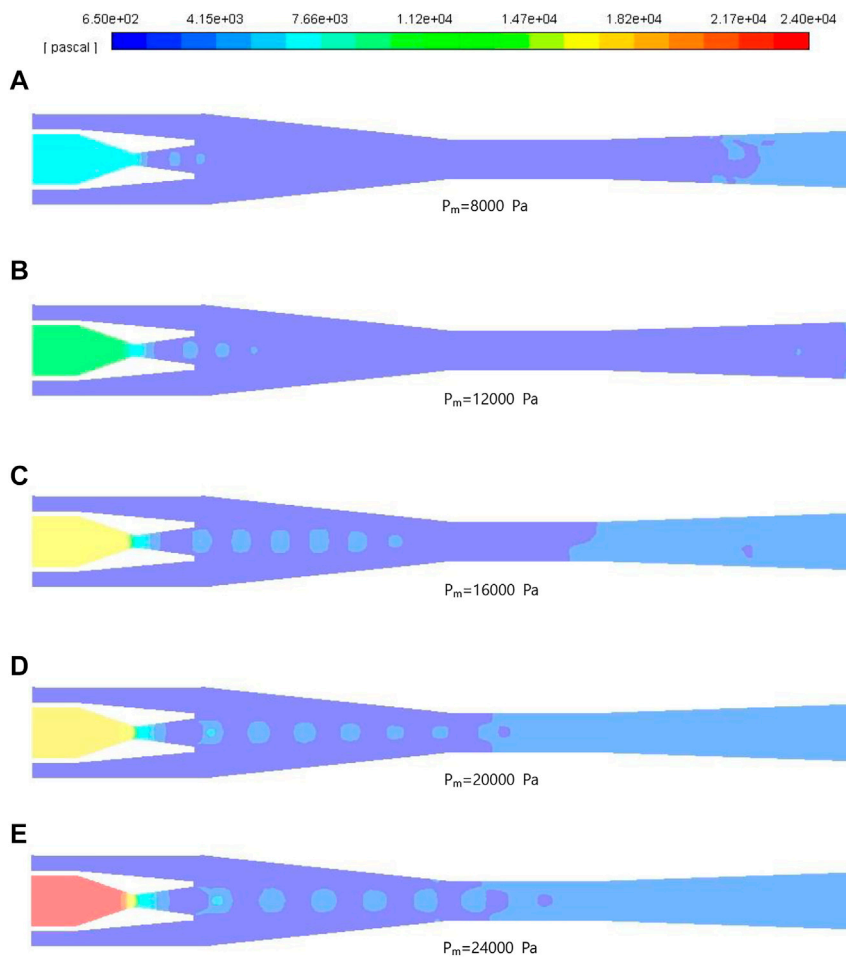 6.50e+02 4.15e+03 7.66e+03 1.12e+04 1.47e+04 1.82e+04 2.17e+04 2.40e+04
[ pascal ]
A
Pₘ=8000 Pa
B
Pₘ=12000 Pa
C
Pₘ=16000 Pa
D
Pₘ=20000 Pa
E
Pₘ=24000 Pa